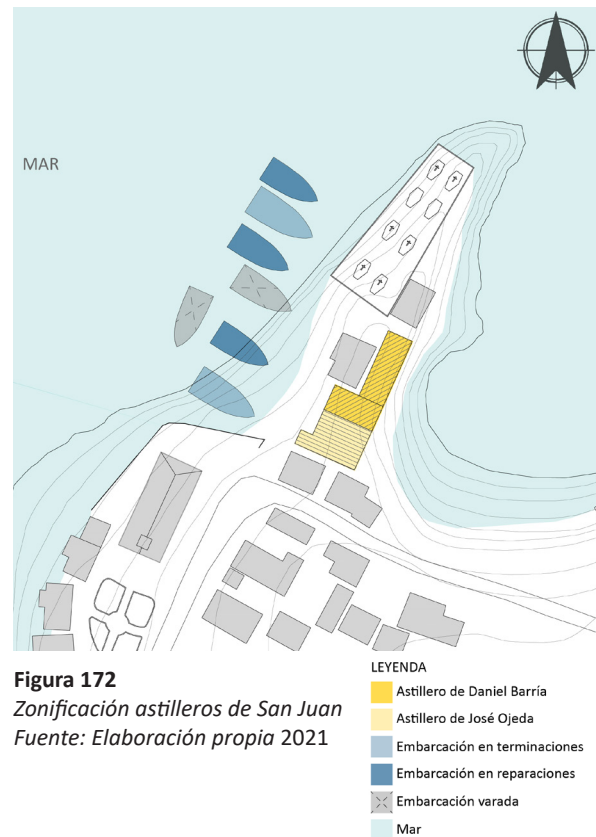 MAR
Figura 172
Zonificación astilleros de San Juan
Fuente: Elaboración propia 2021
LEYENDA
Astillero de Daniel Barría
Astillero de José Ojeda
Embarcación en terminaciones
Embarcación en reparaciones
Embarcación varada
Mar